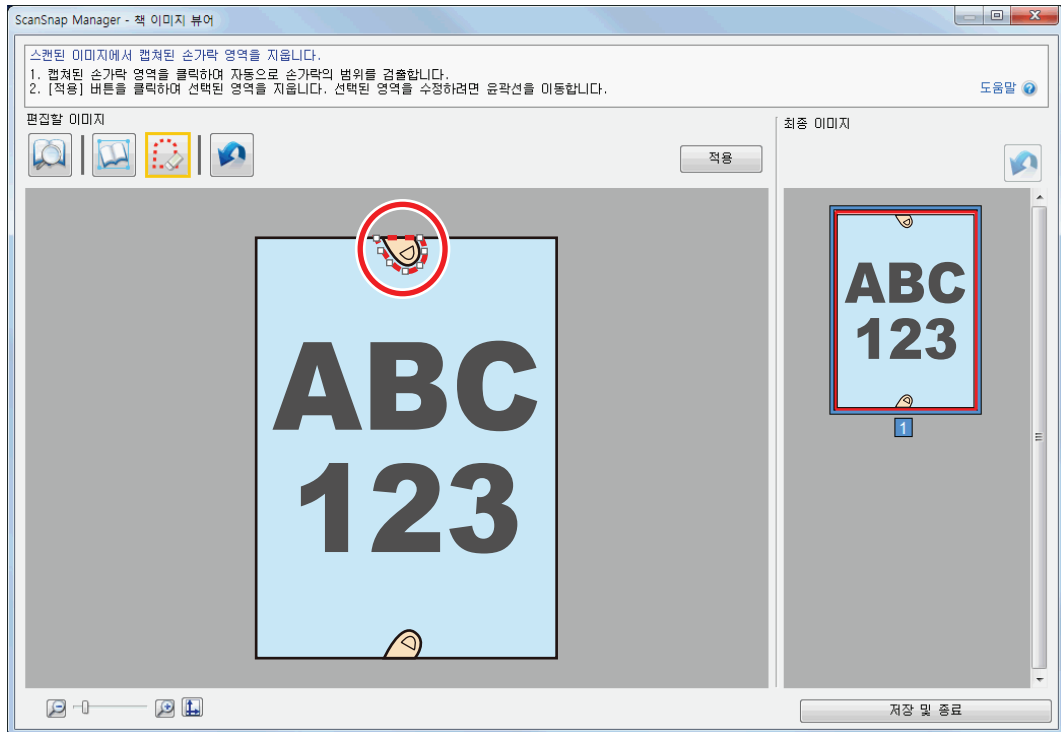 ScanSnap Manager - 책 이미지 뷰어
스캔된 이미지에서 캡쳐된 손가락 영역을 지웁니다.
1. 캡쳐된 손가락 영역을 클릭하여 자동으로 손가락의 범위를 검출합니다.
2. [적용] 버튼을 클릭하여 선택된 영역을 지웁니다. 선택된 영역을 수정하려면 윤곽선을 이동합니다.
도움말
편집할 이미지
최종 이미지
적용
ABC
123
ABC
123
1
저장 및 종료